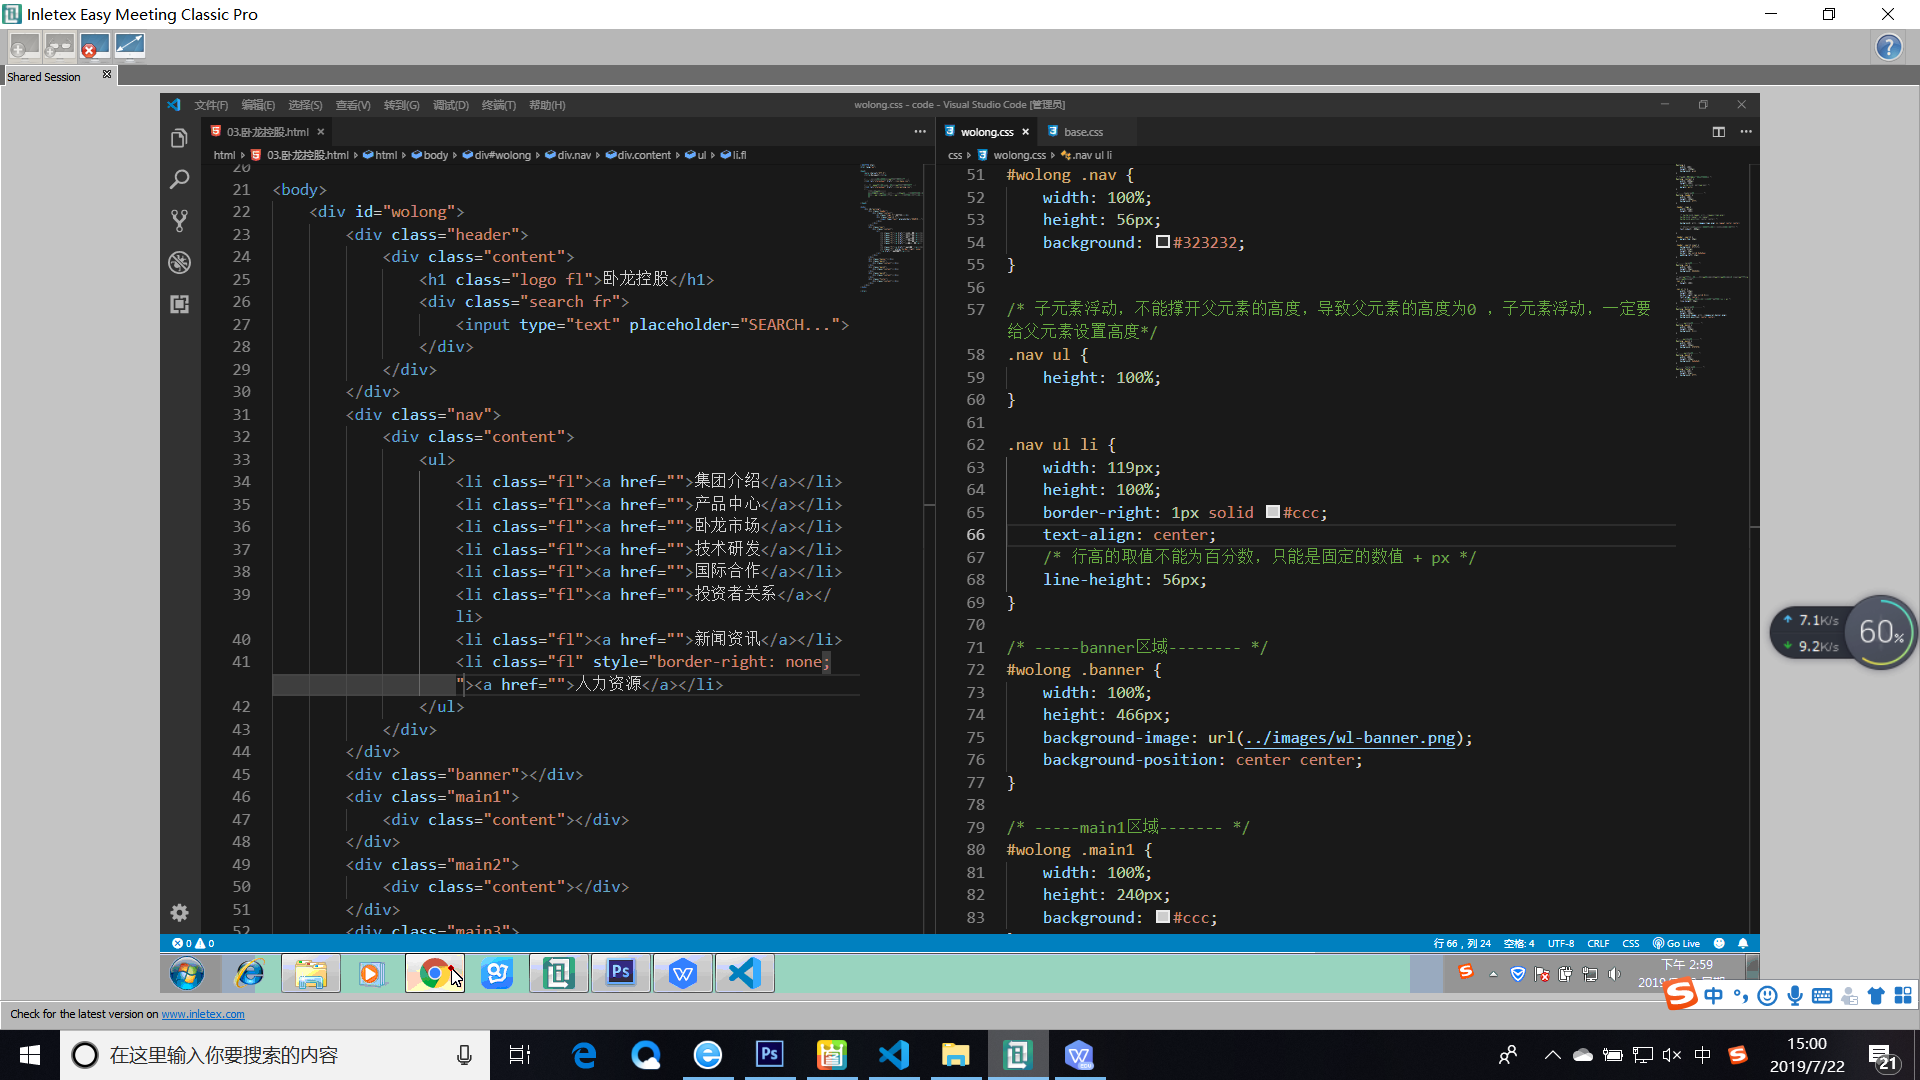 Inletex Easy Meeting Classic Pro
Shared Session
文件(F) 编辑(E) 选择(S) 查看(V) 转到(G) 调试(D) 终端(T) 帮助(H)
wolong.css - code - Visual Studio Code [管理员]
03.卧龙控股.html
html 03.卧龙控股.html html body div#wolong div.nav div.content ul li.fl
20
21 <body>
22 <div id="wolong">
23 <div class="header">
24 <div class="content">
25 <h1 class="logo fl">卧龙控股</h1>
26 <div class="search fr">
27 <input type="text" placeholder="SEARCH...">
28 </div>
29 </div>
30 </div>
31 <div class="nav">
32 <div class="content">
33 <ul>
34 <li class="fl"><a href="">集团介绍</a></li>
35 <li class="fl"><a href="">产品中心</a></li>
36 <li class="fl"><a href="">卧龙市场</a></li>
37 <li class="fl"><a href="">技术研发</a></li>
38 <li class="fl"><a href="">国际合作</a></li>
39 <li class="fl"><a href="">投资者关系</a></
li>
40 <li class="fl"><a href="">新闻资讯</a></li>
41 <li class="fl" style="border-right: none;
"><a href="">人力资源</a></li>
42 </ul>
43 </div>
44 </div>
45 <div class="banner"></div>
46 <div class="main1">
47 <div class="content"></div>
48 </div>
49 <div class="main2">
50 <div class="content"></div>
51 </div>
52 <div class="main3">
wolong.css base.css
css wolong.css .nav ul li
51 #wolong .nav {
52 width: 100%;
53 height: 56px;
54 background: #323232;
55 }
56
57 /* 子元素浮动，不能撑开父元素的高度，导致父元素的高度为0 ，子元素浮动，一定要
给父元素设置高度*/
58 .nav ul {
59 height: 100%;
60 }
61
62 .nav ul li {
63 width: 119px;
64 height: 100%;
65 border-right: 1px solid #ccc;
66 text-align: center;
67 /* 行高的取值不能为百分数，只能是固定的数值 + px */
68 line-height: 56px;
69 }
70
71 /* -----banner区域-------- */
72 #wolong .banner {
73 width: 100%;
74 height: 466px;
75 background-image: url(../images/wl-banner.png);
76 background-position: center center;
77 }
78
79 /* -----main1区域------- */
80 #wolong .main1 {
81 width: 100%;
82 height: 240px;
83 background: #ccc;
7.1K/s
9.2K/s
60%
0 0
行 66，列 24 空格: 4 UTF-8 CRLF CSS Go Live
下午 2:59
Check for the latest version on www.inletex.com
中
在这里输入你要搜索的内容
中
15:00
2019/7/22
21